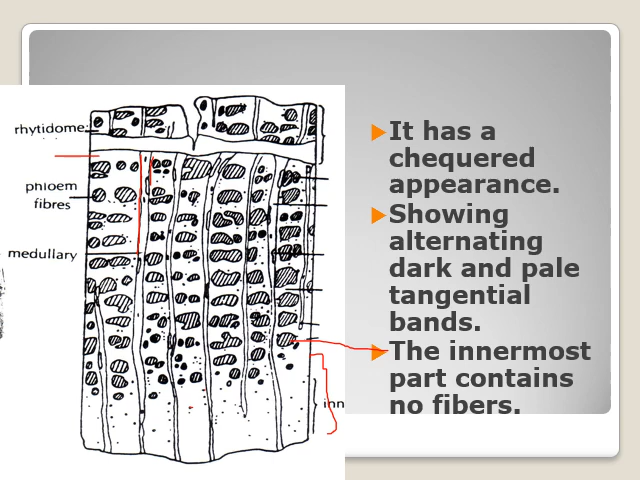 rhytidome
phloem
fibres
medullary
inn
It has a
chequered
appearance.
Showing
alternating
dark and pale
tangential
bands.
The innermost
part contains
no fibers.